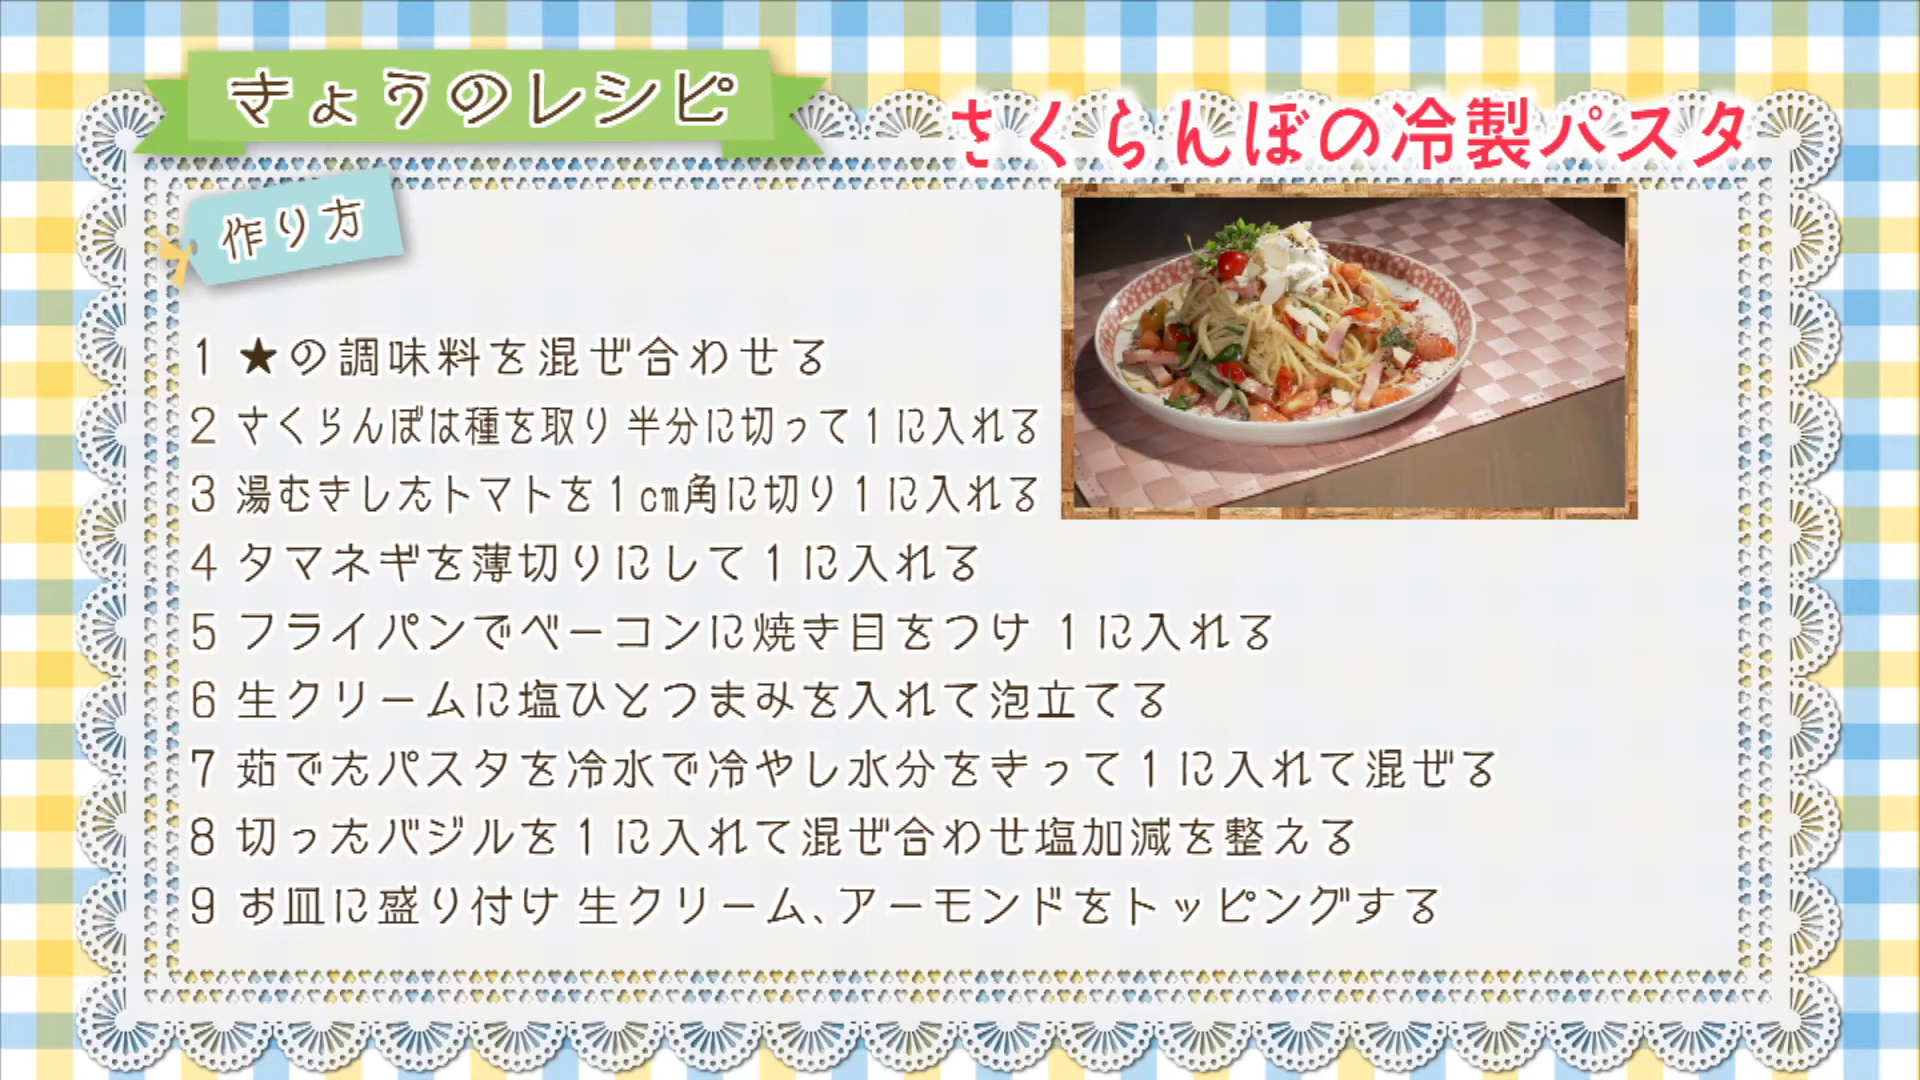 きょうのレシピ
さくらんぼの冷製パスタ
作り方
1 ★の調味料を混ぜ合わせる
2 さくらんぼは種を取り 半分に切って1に入れる
3 湯むきしたトマトを1cm角に切り1に入れる
4 タマネギを薄切りにして1に入れる
5 フライパンでベーコンに焼き目をつけ 1に入れる
6 生クリームに塩ひとつまみを入れて泡立てる
7 茹でたパスタを冷水で冷やし水分をきって1に入れて混ぜる
8 切ったバジルを1に入れて混ぜ合わせ塩加減を整える
9 お皿に盛り付け 生クリーム、アーモンドをトッピングする